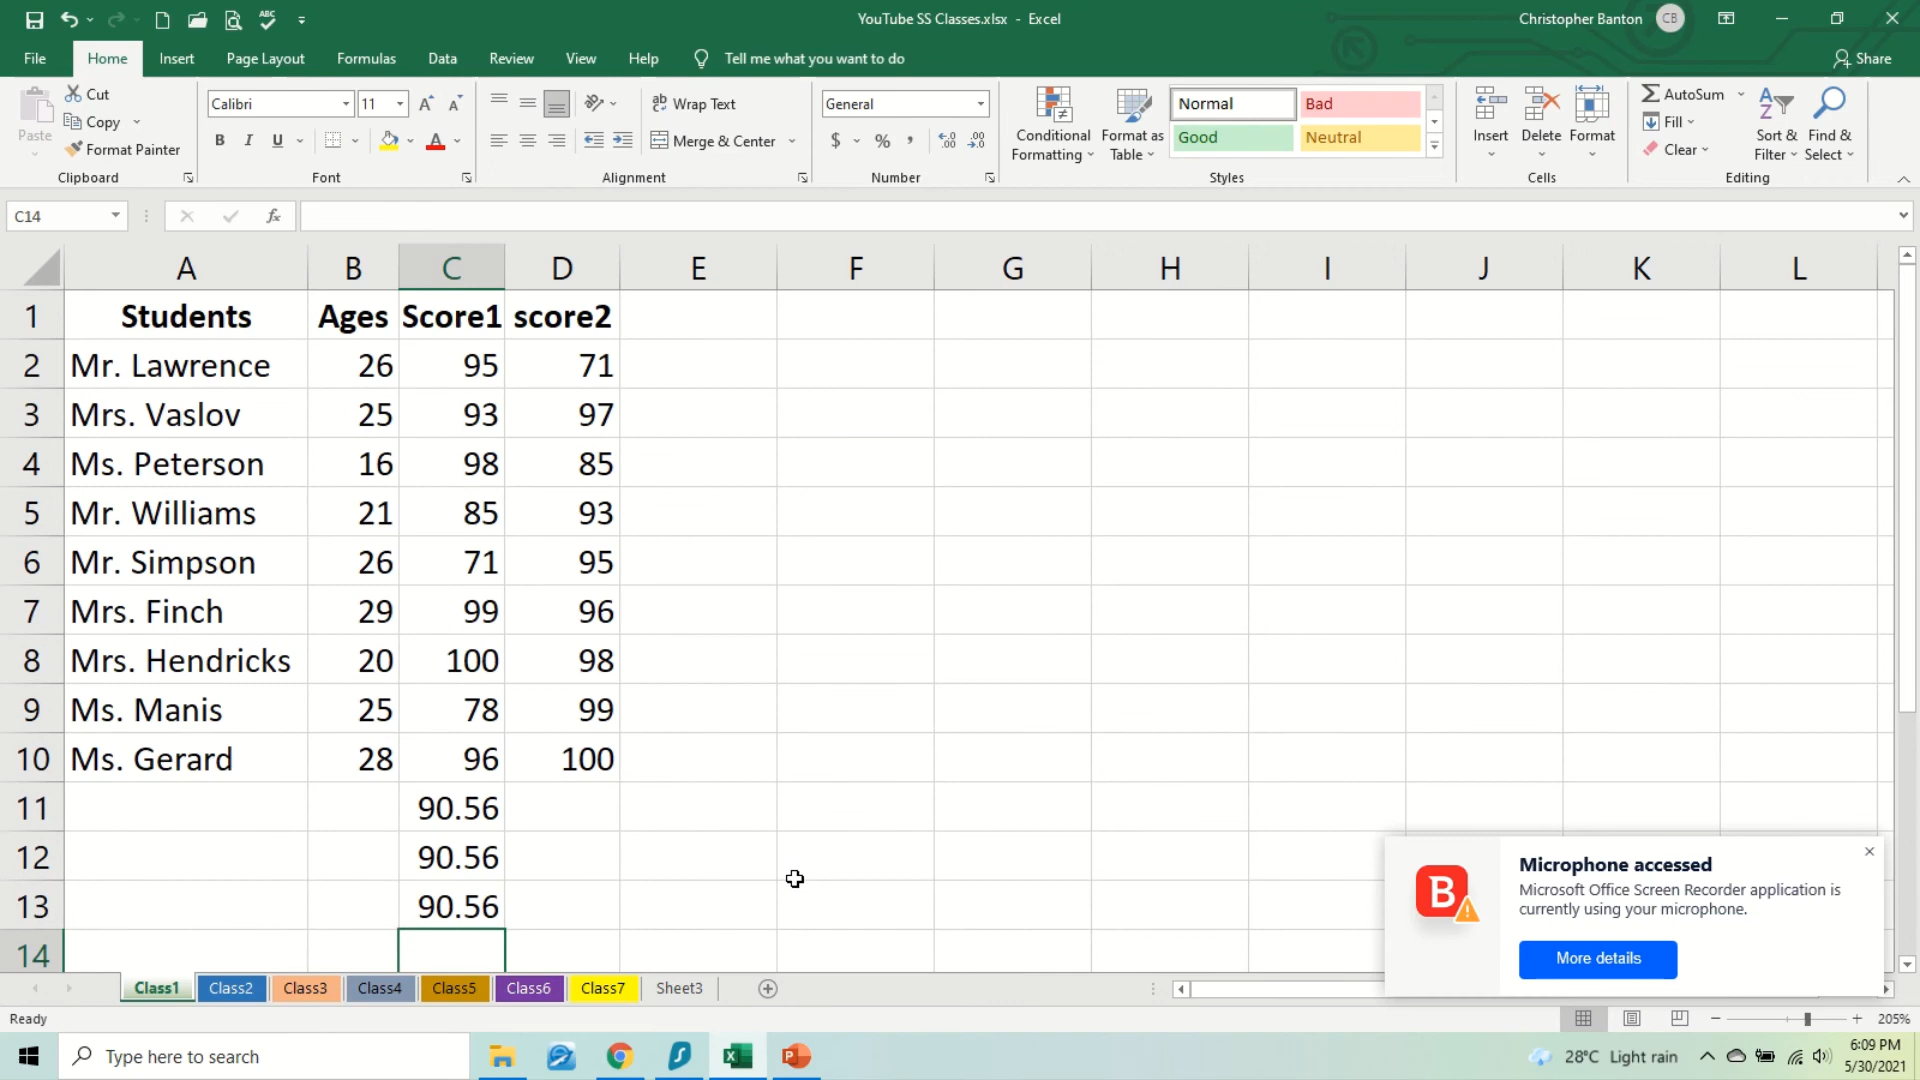 YouTube SS Classes.xlsx - Excel
Christopher Banton CB
File Home Insert Page Layout Formulas Data Review View Help Tell me what you want to do Share
Paste
Cut
Copy
Format Painter
Clipboard
Calibri 11
B I U A
Font
ab Wrap Text
Merge & Center
Alignment
General
$ % ,
Number
Conditional
Formatting
Format as
Table
Normal Bad
Good Neutral
Styles
Insert Delete Format
Cells
AutoSum
Fill
Clear
Sort &
Filter
Find &
Select
Editing
C14 fx
A B C D E F G H I J K L
1 Students Ages Score1 score2
2 Mr. Lawrence 26 95 71
3 Mrs. Vaslov 25 93 97
4 Ms. Peterson 16 98 85
5 Mr. Williams 21 85 93
6 Mr. Simpson 26 71 95
7 Mrs. Finch 29 99 96
8 Mrs. Hendricks 20 100 98
9 Ms. Manis 25 78 99
10 Ms. Gerard 28 96 100
11 90.56
12 90.56
13 90.56
14
B
Microphone accessed
Microsoft Office Screen Recorder application is
currently using your microphone.
More details
Class1 Class2 Class3 Class4 Class5 Class6 Class7 Sheet3
Ready 205%
Type here to search
28°C Light rain
6:09 PM
5/30/2021